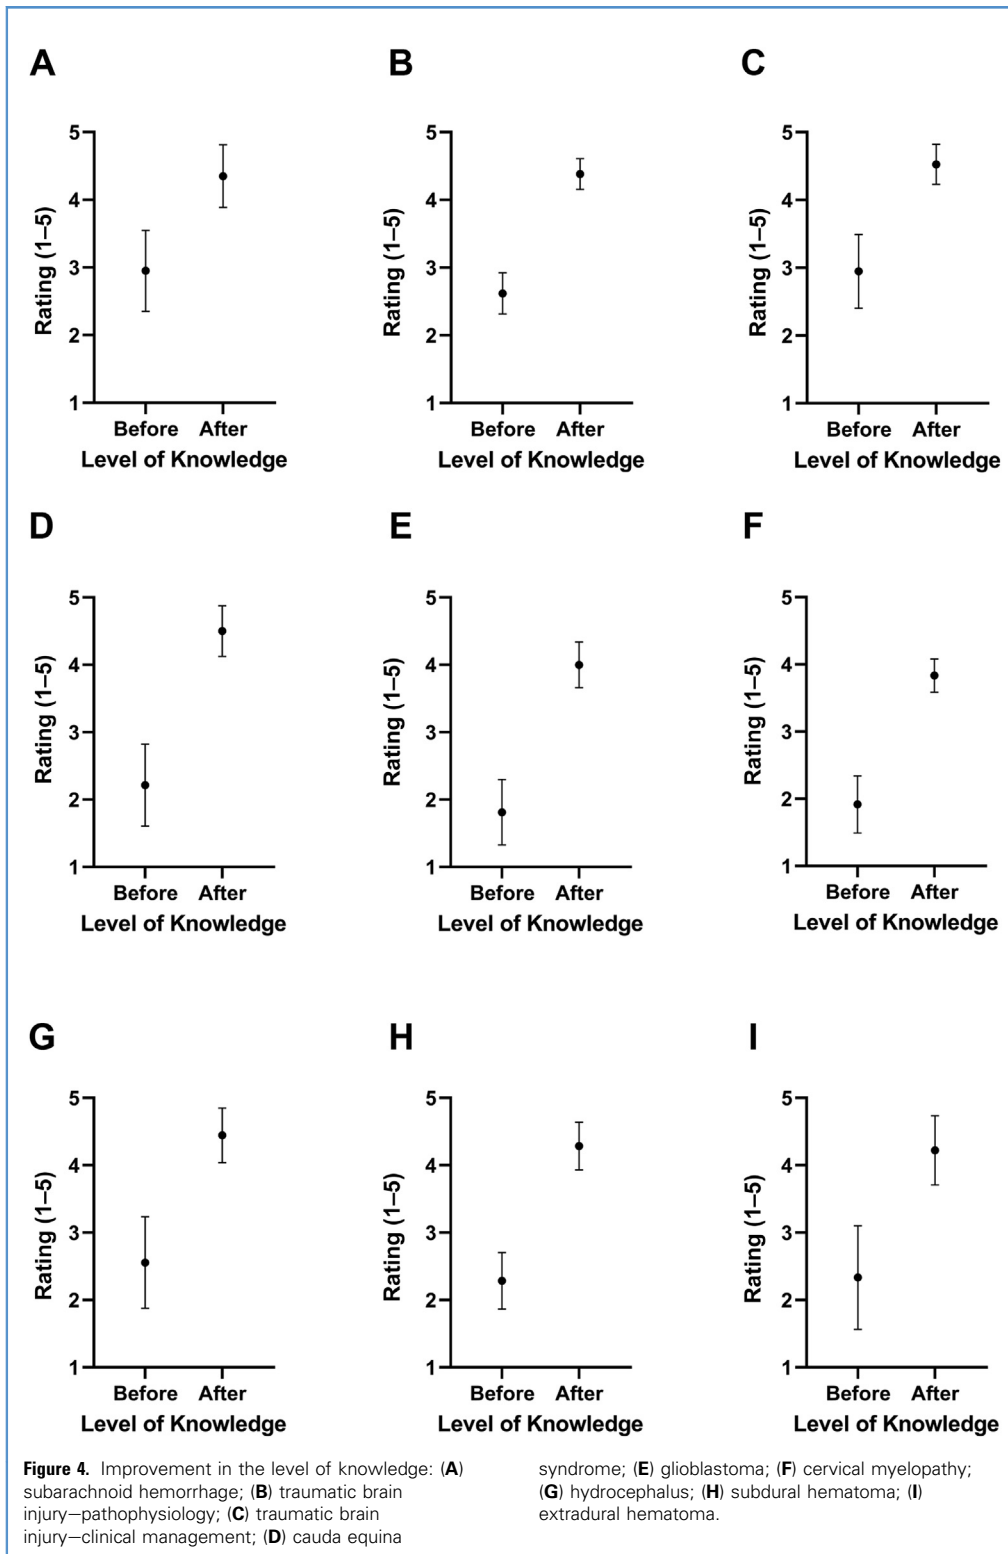 A
B
C
5
4
3
2
1
Rating (1–5)
Before After
Level of Knowledge
5
4
3
2
1
Rating (1–5)
Before After
Level of Knowledge
5
4
3
2
1
Rating (1–5)
Before After
Level of Knowledge
D
E
F
5
4
3
2
1
Rating (1–5)
Before After
Level of Knowledge
5
4
3
2
1
Rating (1–5)
Before After
Level of Knowledge
5
4
3
2
1
Rating (1–5)
Before After
Level of Knowledge
G
H
I
5
4
3
2
1
Rating (1–5)
Before After
Level of Knowledge
5
4
3
2
1
Rating (1–5)
Before After
Level of Knowledge
5
4
3
2
1
Rating (1–5)
Before After
Level of Knowledge
Figure 4. Improvement in the level of knowledge: (A)
subarachnoid hemorrhage; (B) traumatic brain
injury—pathophysiology; (C) traumatic brain
injury—clinical management; (D) cauda equina
syndrome; (E) glioblastoma; (F) cervical myelopathy;
(G) hydrocephalus; (H) subdural hematoma; (I)
extradural hematoma.